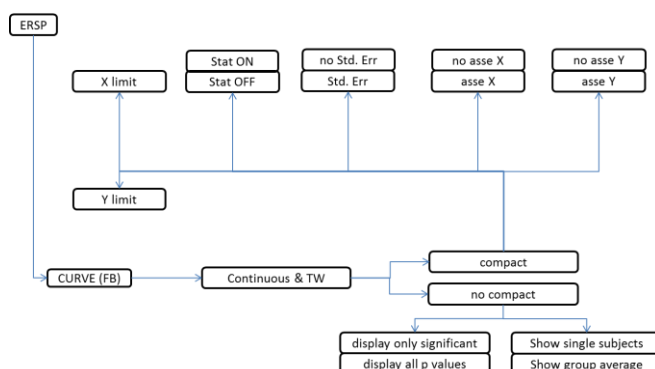 ERSP
Stat ON
no Std. Err
no asse X
no asse Y
X limit
Stat OFF
Std. Err
asse X
asse Y
Y limit
compact
CURVE (FB)
Continuous & TW
no compact
display only significant
Show single subjects
display all p values
Show group average